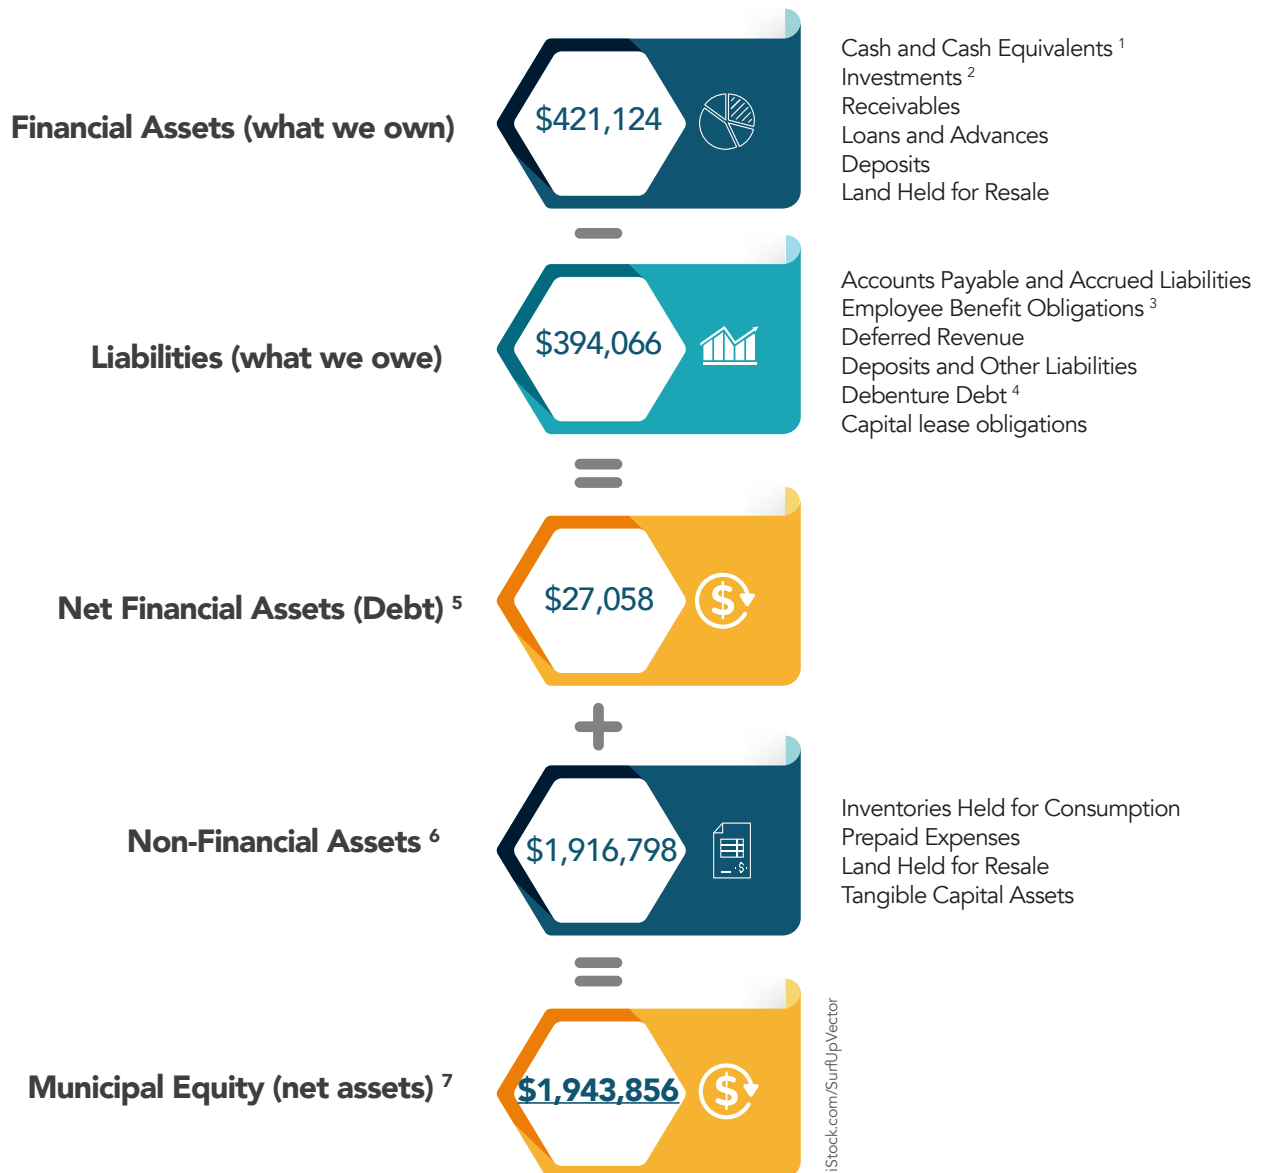 Financial Assets (what we own)
$421,124
Cash and Cash Equivalents 1
Investments 2
Receivables
Loans and Advances
Deposits
Land Held for Resale
Liabilities (what we owe)
$394,066
Accounts Payable and Accrued Liabilities
Employee Benefit Obligations 3
Deferred Revenue
Deposits and Other Liabilities
Debenture Debt 4
Capital lease obligations
Net Financial Assets (Debt) 5
$27,058
$
Non-Financial Assets 6
$1,916,798
$
Inventories Held for Consumption
Prepaid Expenses
Land Held for Resale
Tangible Capital Assets
Municipal Equity (net assets) 7
$1,943,856
$
iStock.com/SurfUpVector